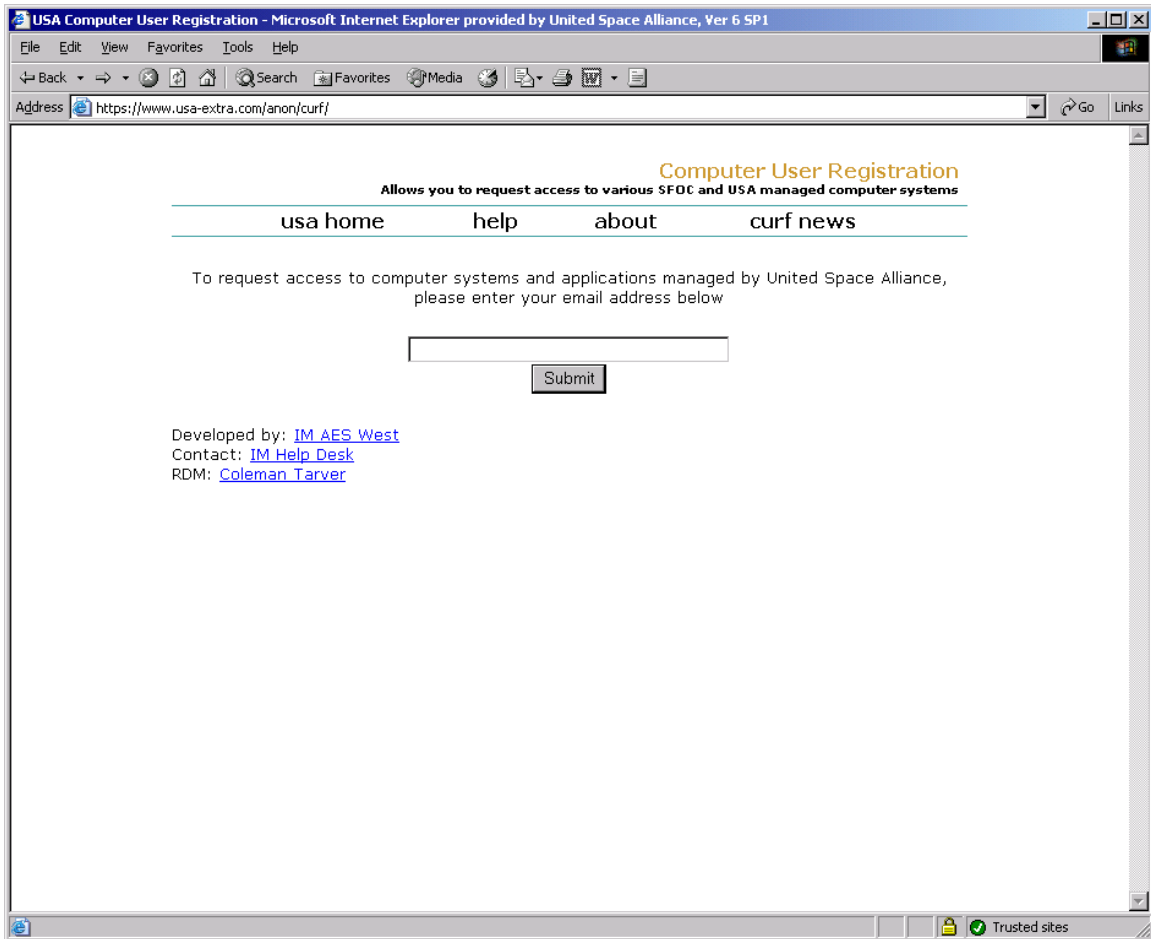 USA Computer User Registration - Microsoft Internet Explorer provided by United Space Alliance, Ver 6 SP1
File Edit View Favorites Tools Help
Back Search Favorites Media
Address https://www.usa-extra.com/anon/curf/ Go Links
Computer User Registration
Allows you to request access to various SFOC and USA managed computer systems
usa home help about curf news
To request access to computer systems and applications managed by United Space Alliance,
please enter your email address below
Submit
Developed by: IM AES West
Contact: IM Help Desk
RDM: Coleman Tarver
Trusted sites